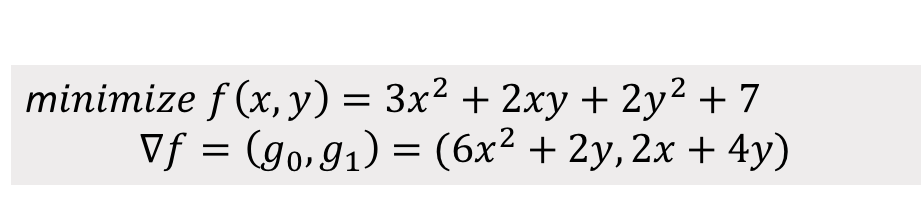 minimize f(x, y) = 3x² + 2xy + 2y² + 7
∇f = (g₀, g₁) = (6x² + 2y, 2x + 4y)